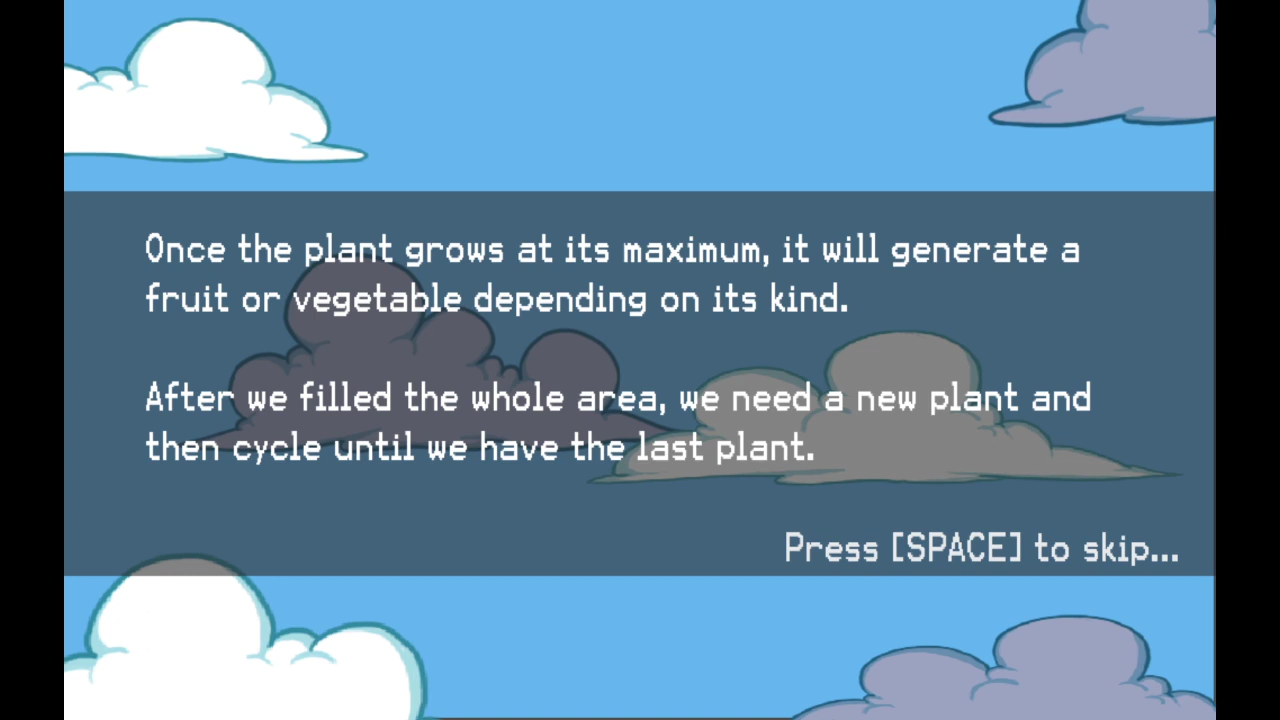 Once the plant grows at its maximum, it will generate a
fruit or vegetable depending on its kind.
After we filled the whole area, we need a new plant and
then cycle until we have the last plant.
Press [SPACE] to skip...